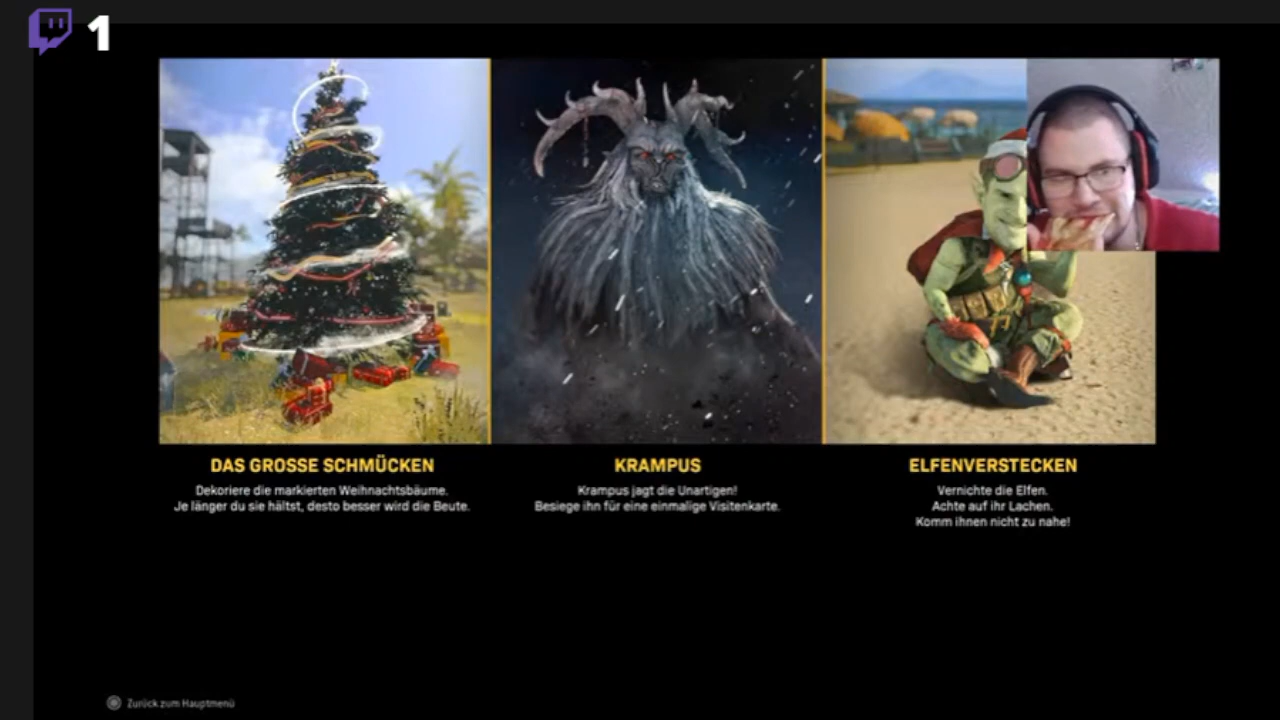 1
DAS GROSSE SCHMÜCKEN
Dekoriere die markierten Weihnachtsbäume.
Je länger du sie hältst, desto besser wird die Beute.
KRAMPUS
Krampus jagt die Unartigen!
Besiege ihn für eine einmalige Visitenkarte.
ELFENVERSTECKEN
Vernichte die Elfen.
Achte auf ihr Lachen.
Komm ihnen nicht zu nahe!
Zurück zum Hauptmenü